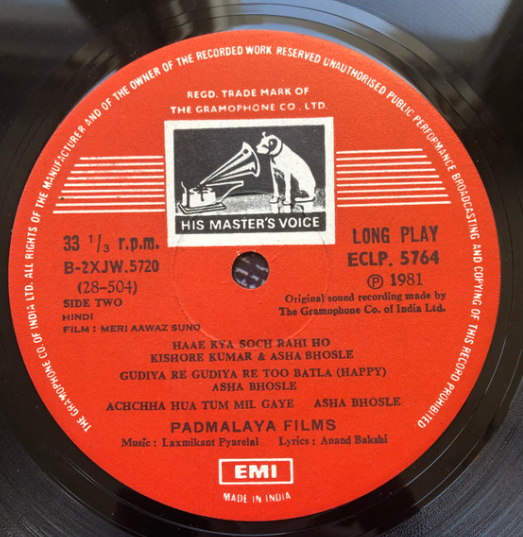 THE GRAMOPHONE CO. OF INDIA LTD. ALL RIGHTS OF THE MANUFACTURER AND OF THE OWNER OF THE RECORDED WORK RESERVED UNAUTHORISED PUBLIC PERFORMANCE BROADCASTING AND COPYING OF THIS RECORD PROHIBITED
REGD. TRADE MARK OF
THE GRAMOPHONE CO. LTD.
HIS MASTER'S VOICE
33 1/3 r.p.m.
B-2XJW.5720
(28-504)
SIDE TWO
HINDI
FILM : MERI AAWAZ SUNO
LONG PLAY
ECLP. 5764
Ⓟ 1981
Original sound recording made by
The Gramophone Co. of India Ltd.
HAAE KYA SOCH RAHI HO
KISHORE KUMAR & ASHA BHOSLE
GUDIYA RE GUDIYA RE TOO BATLA (HAPPY)
ASHA BHOSLE
ACHCHHA HUA TUM MIL GAYE ASHA BHOSLE
PADMALAYA FILMS
Music : Laxmikant Pyarelal Lyrics : Anand Bakshi
EMI
MADE IN INDIA